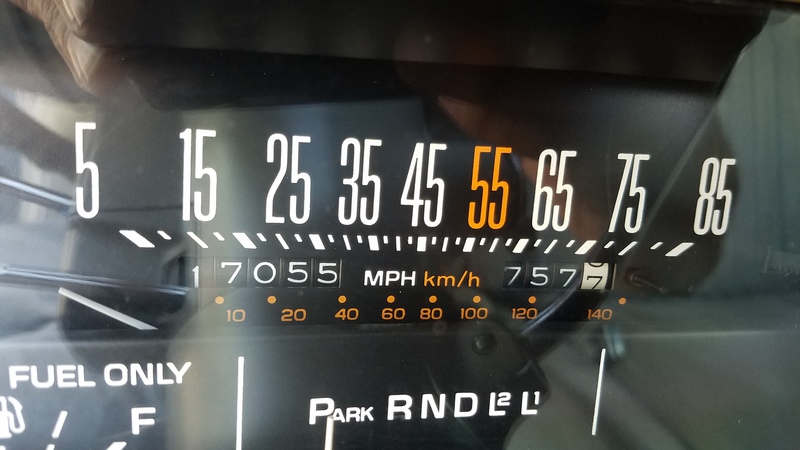 5 15 25 35 45 55 65 75 85
17055 MPH km/h 757
10 20 40 60 80 100 120 140
FUEL ONLY
PARK R N D L2 L1
F